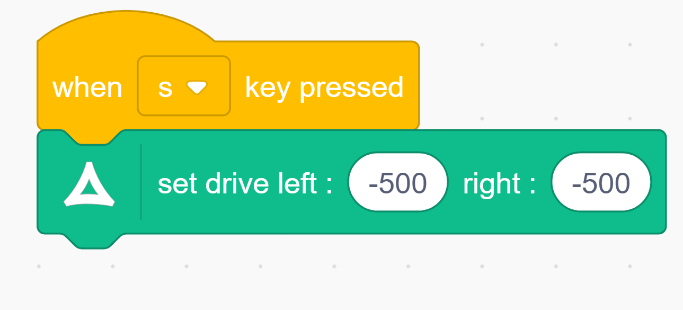 when s key pressed
set drive left : -500 right : -500